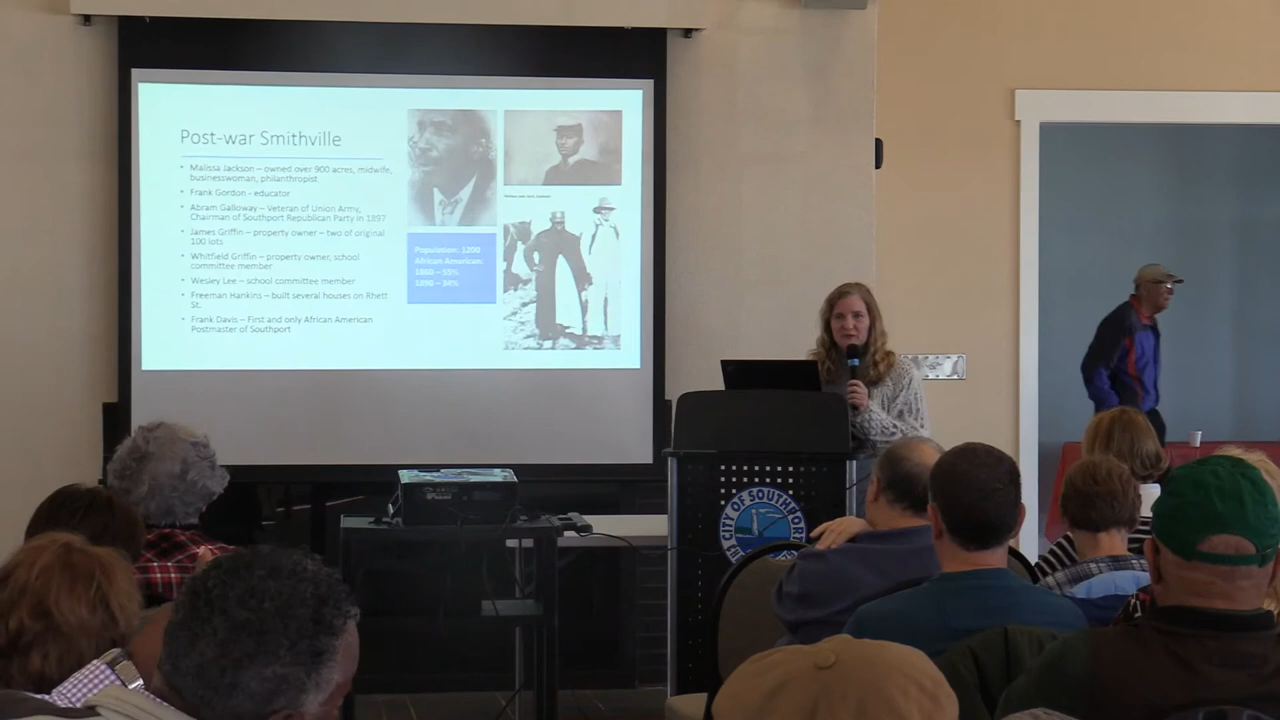 Post-war Smithville
• Malissa Jackson – owned over 900 acres, midwife,
businesswoman, philanthropist
• Frank Gordon - educator
• Abram Galloway – Veteran of Union Army,
Chairman of Southport Republican Party in 1897
• James Griffin – property owner – two of original
100 lots
• Whitfield Griffin – property owner, school
committee member
• Wesley Lee – school committee member
• Freeman Hankins – built several houses on Rhett
St.
• Frank Davis – First and only African American
Postmaster of Southport
Population: 1200
African American:
1860 – 55%
1890 – 34%
CITY OF SOUTHPORT